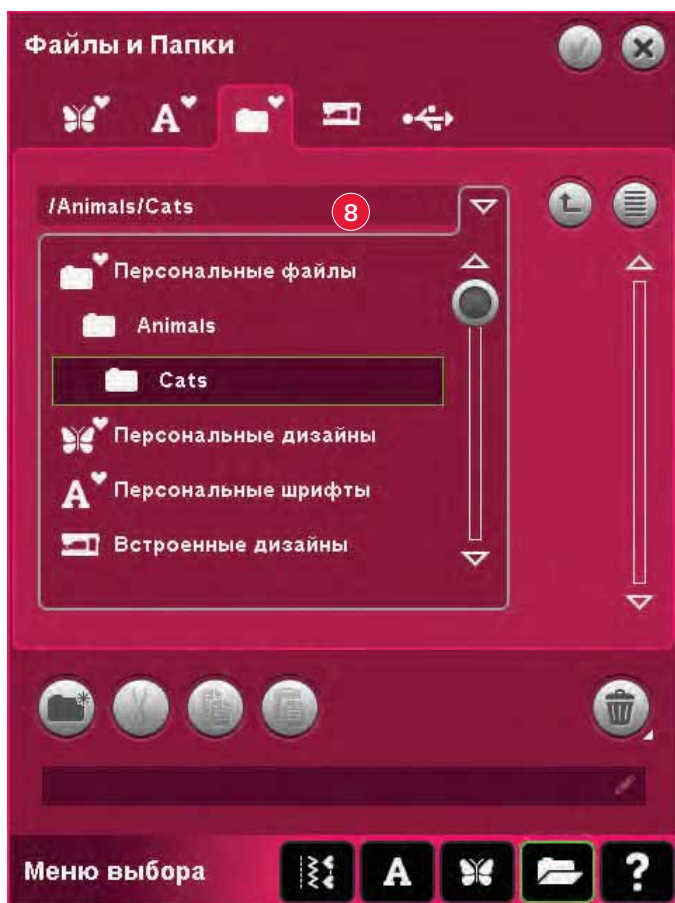 Файлы и Папки
A
/Animals/Cats
8
Персональные файлы
Animals
Cats
Персональные дизайны
A Персональные шрифты
Встроенные дизайны
Меню выбора
A
?